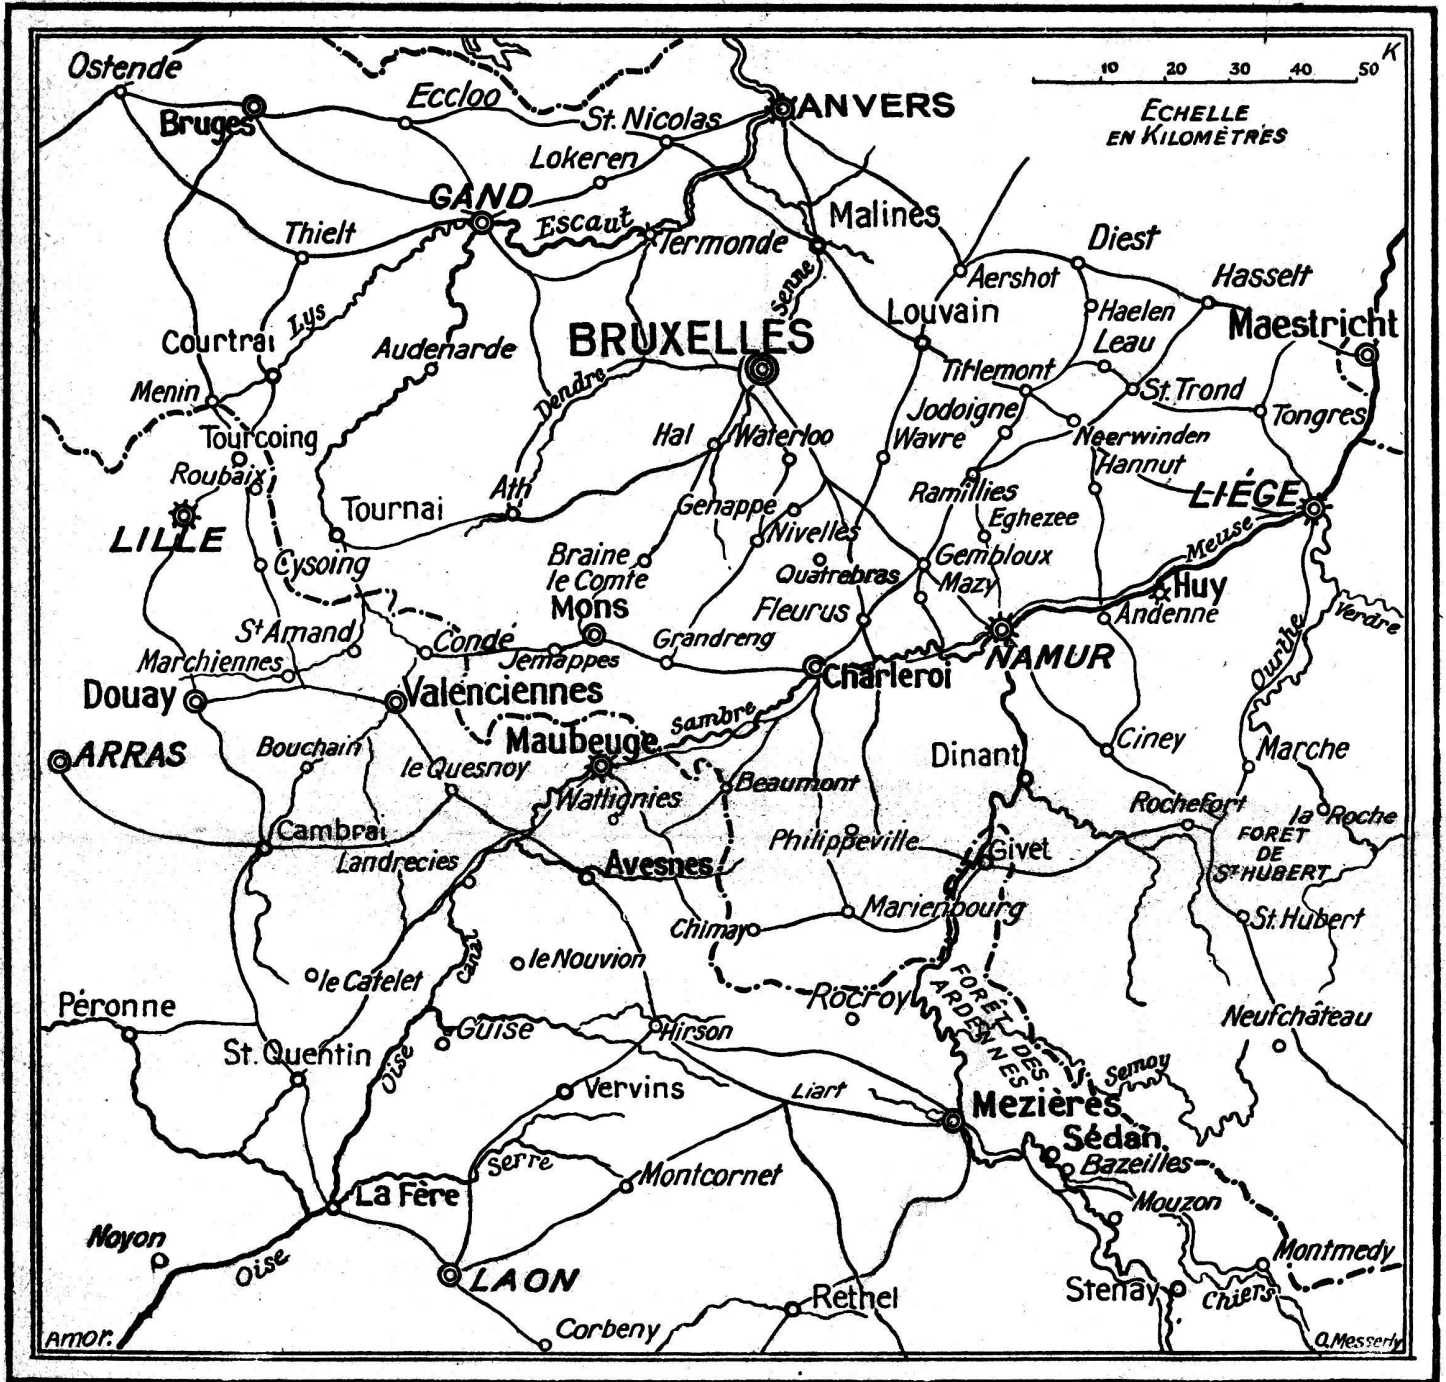 K
10 20 30 40 50
ECHELLE
EN KILOMÈTRES
Ostende
Bruges
Eccloo
St. Nicolas
ANVERS
Lokeren
GAND
Escaut
Termonde
Malines
Thielt
Diest
Aershot
Hasselt
Senne
Lys
Louvain
Haelen
Maestricht
Courtrai
Audenarde
BRUXELLES
Leau
Menin
Dendre
Tirlemont
St. Trond
Jodoigne
Tongres
Tourcoing
Hal
Waterloo
Wavre
Neerwinden
Roubaix
Hannut
Ath
Ramillies
LIÉGE
Tournai
Genappe
Eghezee
LILLE
Nivelles
Meuse
Cysoing
Braine
le Comte
Quatrebras
Gembloux
Mazy
Huy
Mons
Fleurus
Andenne
Verdre
St Amand
Condé
Jemappes
Grandreng
NAMUR
Ourthe
Marchiennes
Charleroi
Douay
Valenciennes
Sambre
ARRAS
Bouchain
le Quesnoy
Maubeuge
Dinant
Ciney
Marche
Wattignies
Beaumont
Rochefort
la Roche
Cambrai
Philippeville
Givet
FORÊT
DE
ST HUBERT
Landrecies
Avesnes
Chimay
Marienbourg
St. Hubert
Canal
le Nouvion
le Catelet
Rocroy
FORÊT DES
ARDENNES
Péronne
Guise
Hirson
Neufchâteau
St. Quentin
Oise
Vervins
Liart
Semoy
Mezières
Sédan
Bazeilles
Serre
Montcornet
La Fère
Mouzon
Noyon
Oise
LAON
Montmedy
Rethel
Stenay
Chiers
Corbeny
Amor.
O. Messerly